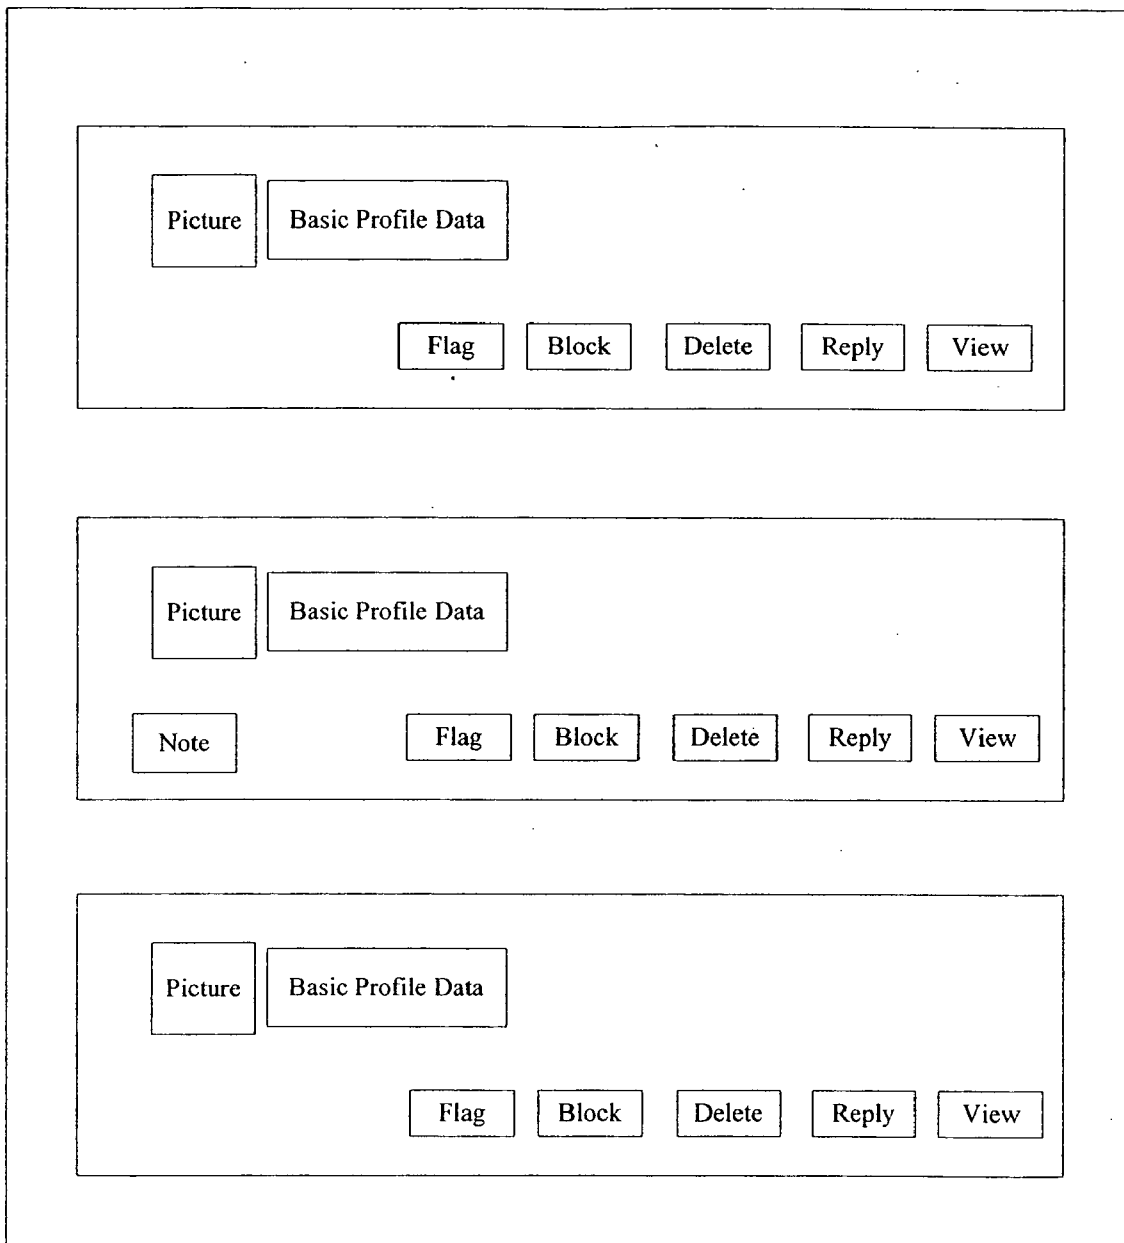 Picture Basic Profile Data
Flag Block Delete Reply View
Picture Basic Profile Data
Note Flag Block Delete Reply View
Picture Basic Profile Data
Flag Block Delete Reply View